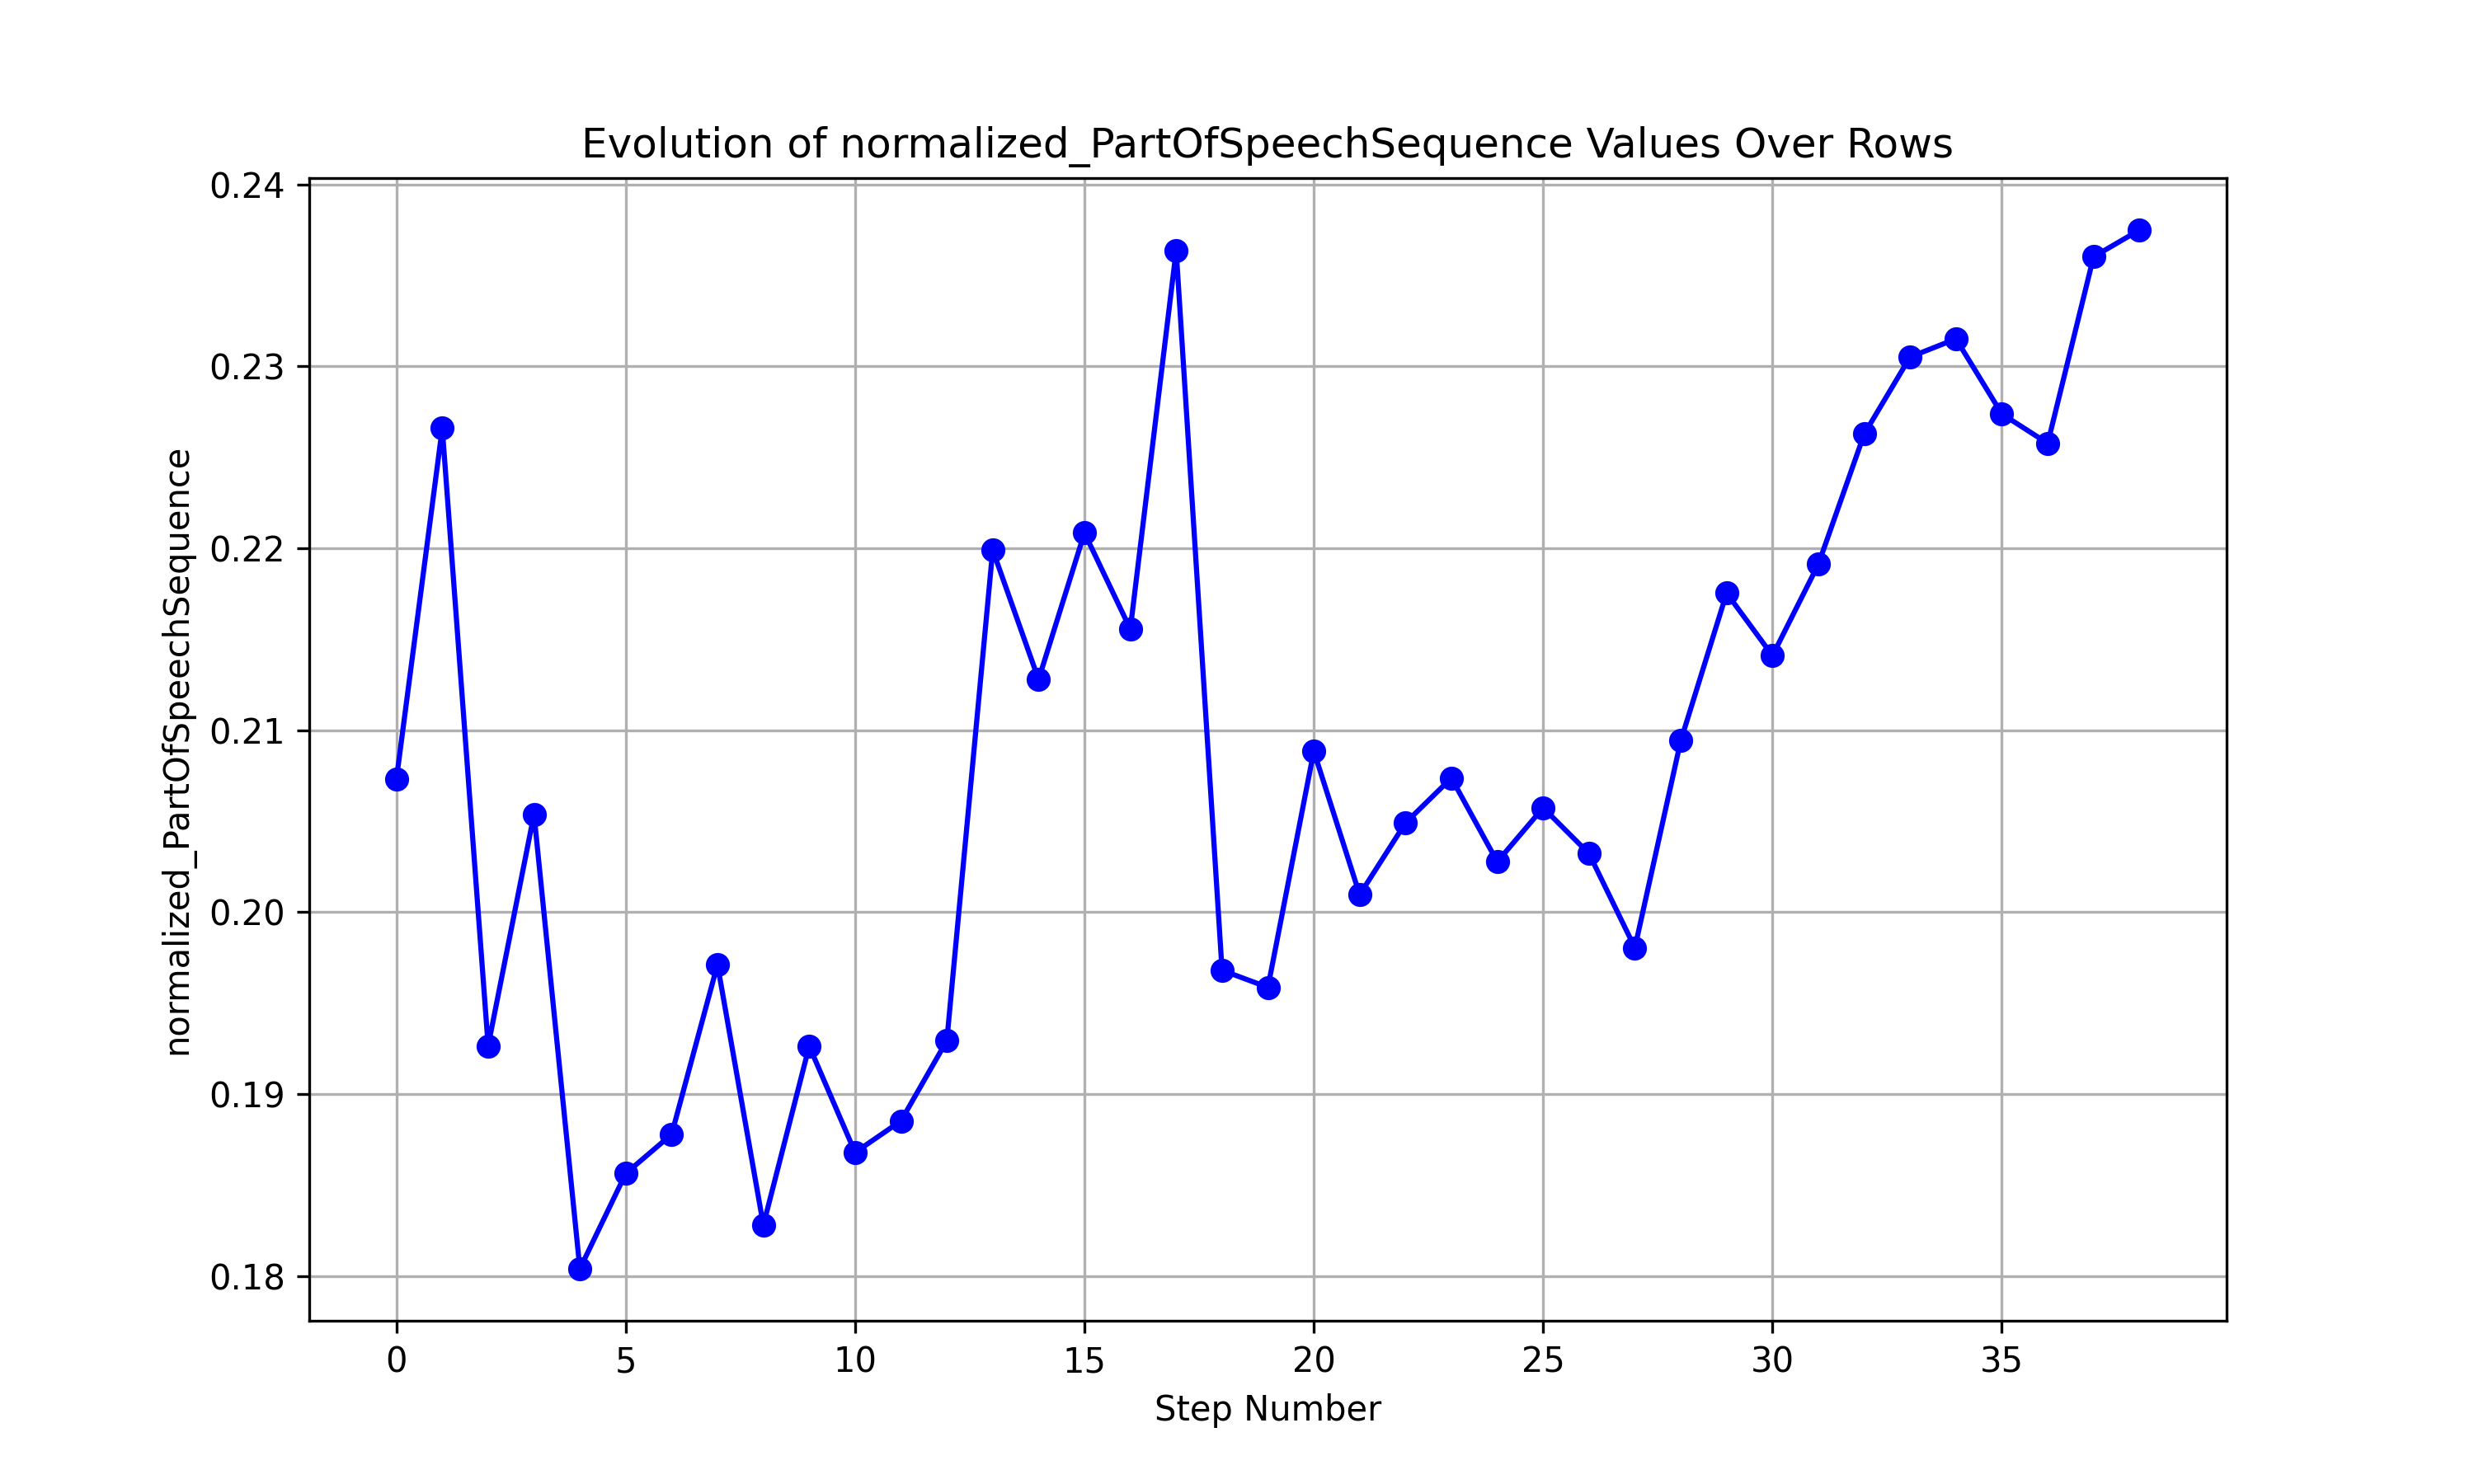 Evolution of normalized_PartOfSpeechSequence Values Over Rows
normalized_PartOfSpeechSequence
0.24
0.23
0.22
0.21
0.20
0.19
0.18
0 5 10 15 20 25 30 35
Step Number